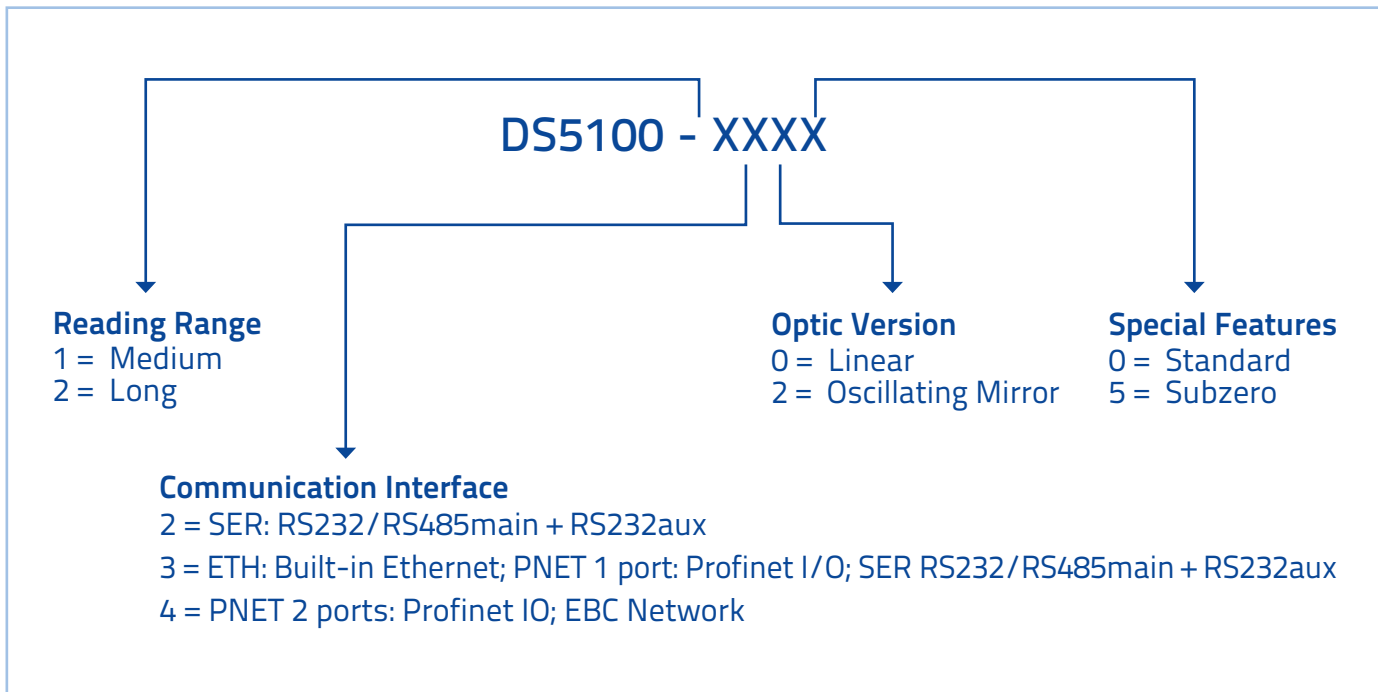 DS5100 - XXXX
Reading Range
1 = Medium
2 = Long
Optic Version
0 = Linear
2 = Oscillating Mirror
Special Features
0 = Standard
5 = Subzero
Communication Interface
2 = SER: RS232/RS485main + RS232aux
3 = ETH: Built-in Ethernet; PNET 1 port: Profinet I/O; SER RS232/RS485main + RS232aux
4 = PNET 2 ports: Profinet IO; EBC Network